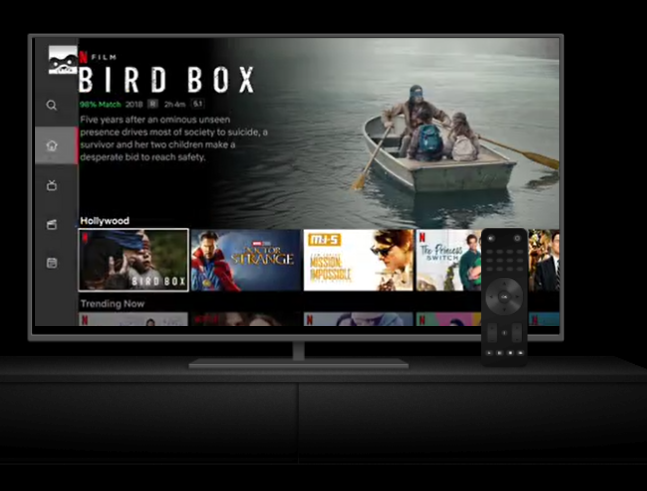 N FILM
BIRD BOX
98% Match 2018 2h 4m 5.1
Five years after an ominous unseen
presence drives most of society to suicide, a
survivor and her two children make a
desperate bid to reach safety.
Hollywood
N
BIRD BOX
MARVEL STUDIOS
DOCTOR
STRANGE
M:I-5
MISSION:
IMPOSSIBLE
N
The Princess
SWITCH
Trending Now
N
N
N
N